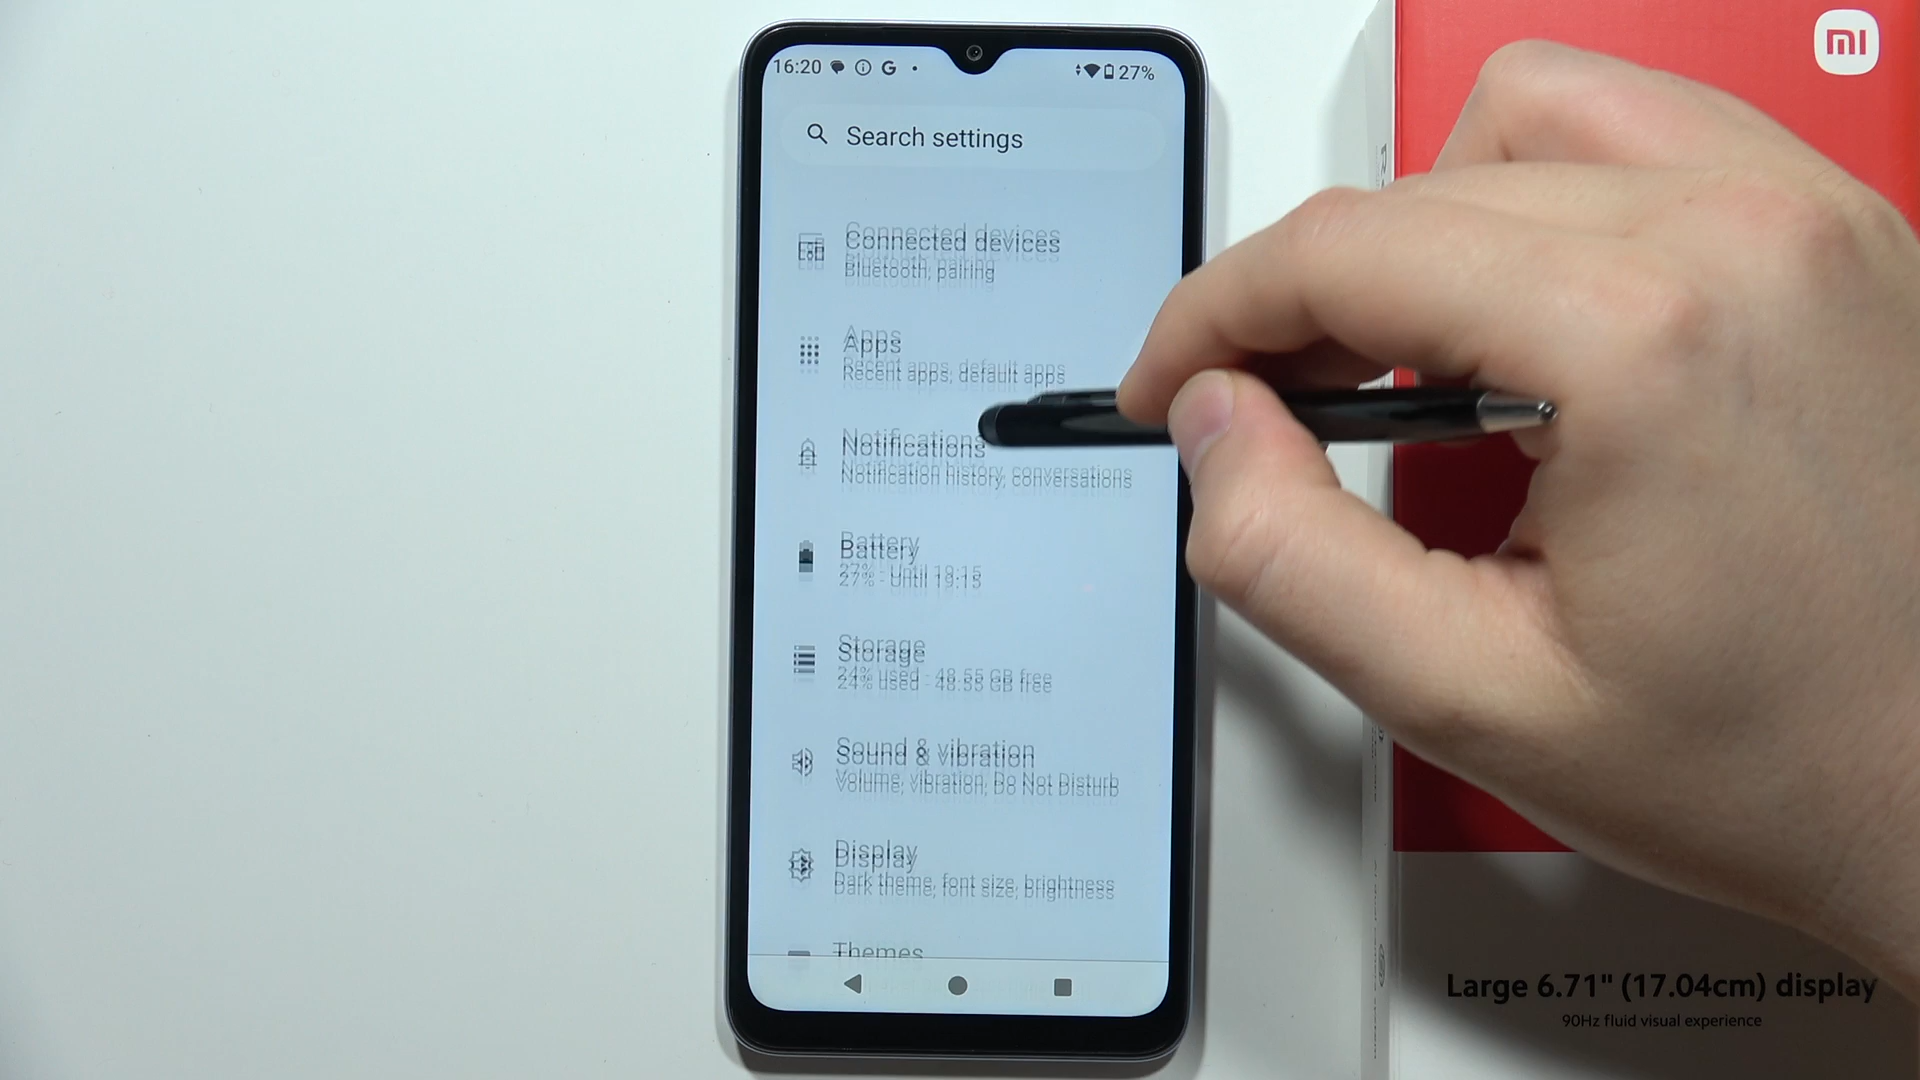 16:20
27%
Search settings
Connected devices
Bluetooth, pairing
Apps
Recent apps, default apps
Notifications
Notification history, conversations
Battery
27% - Until 19:15
Storage
24% used - 48.55 GB free
Sound & vibration
Volume, vibration, Do Not Disturb
Display
Dark theme, font size, brightness
Themes
mi
Large 6.71" (17.04cm) display
90Hz fluid visual experience